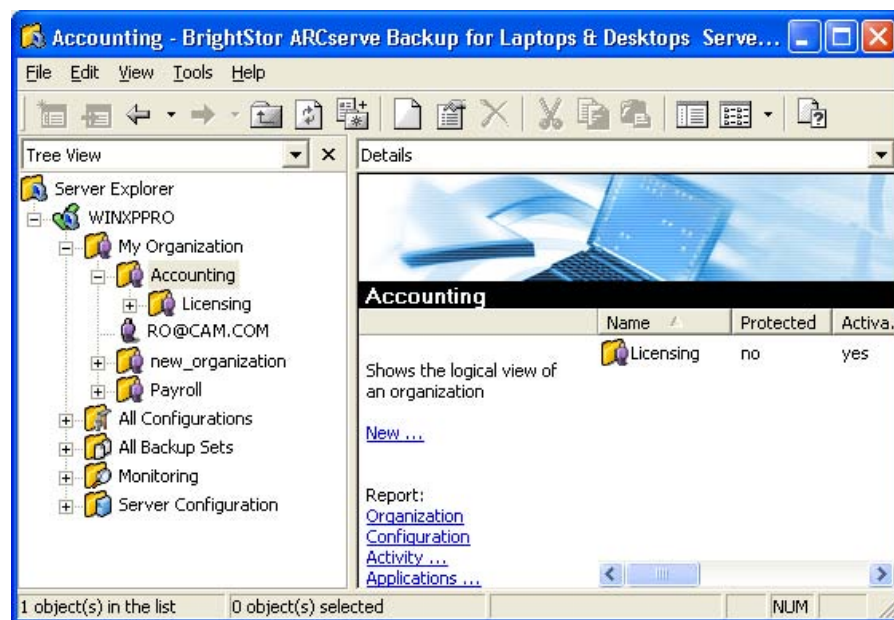 Accounting - BrightStor ARCserve Backup for Laptops & Desktops Serve...
File Edit View Tools Help
Tree View
Details
Server Explorer
WINXPPRO
My Organization
Accounting
Licensing
RO@CAM.COM
new_organization
Payroll
All Configurations
All Backup Sets
Monitoring
Server Configuration
Accounting
Name Protected Activa.
Licensing no yes
Shows the logical view of
an organization
New ...
Report:
Organization
Configuration
Activity ...
Applications ...
1 object(s) in the list 0 object(s) selected NUM